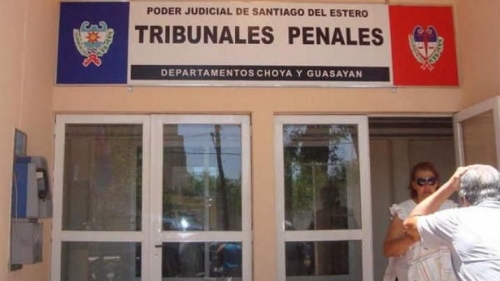 PODER JUDICIAL DE SANTIAGO DEL ESTERO
TRIBUNALES PENALES
DEPARTAMENTOS CHOYA Y GUASAYAN